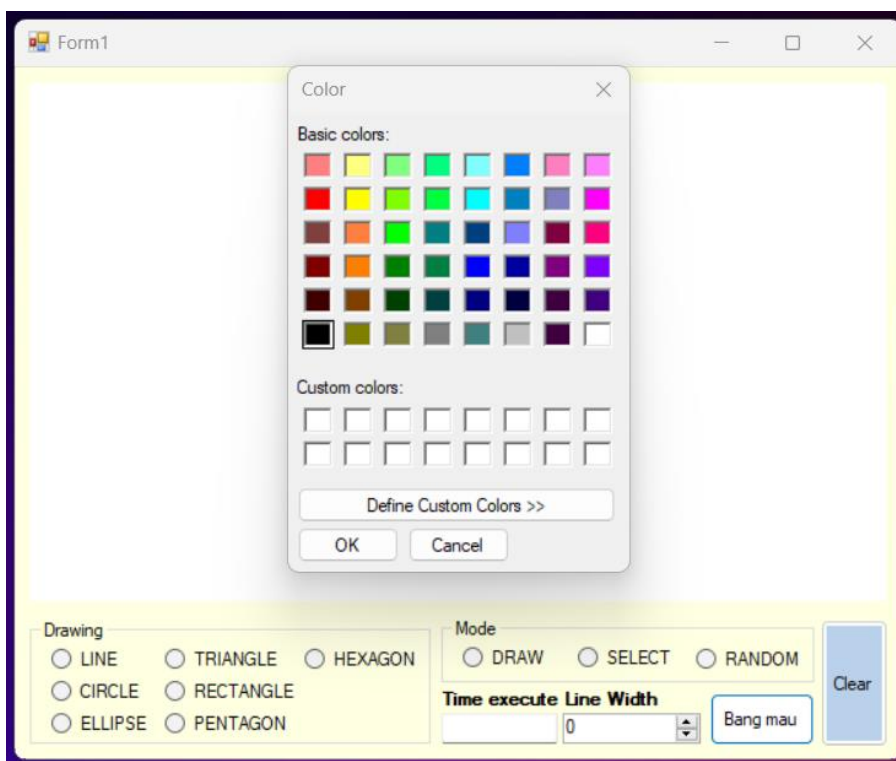 Form1
Color
Basic colors:
Custom colors:
Define Custom Colors >>
OK Cancel
Drawing
LINE TRIANGLE HEXAGON
CIRCLE RECTANGLE
ELLIPSE PENTAGON
Mode
DRAW SELECT RANDOM
Time execute Line Width
0
Bang mau
Clear